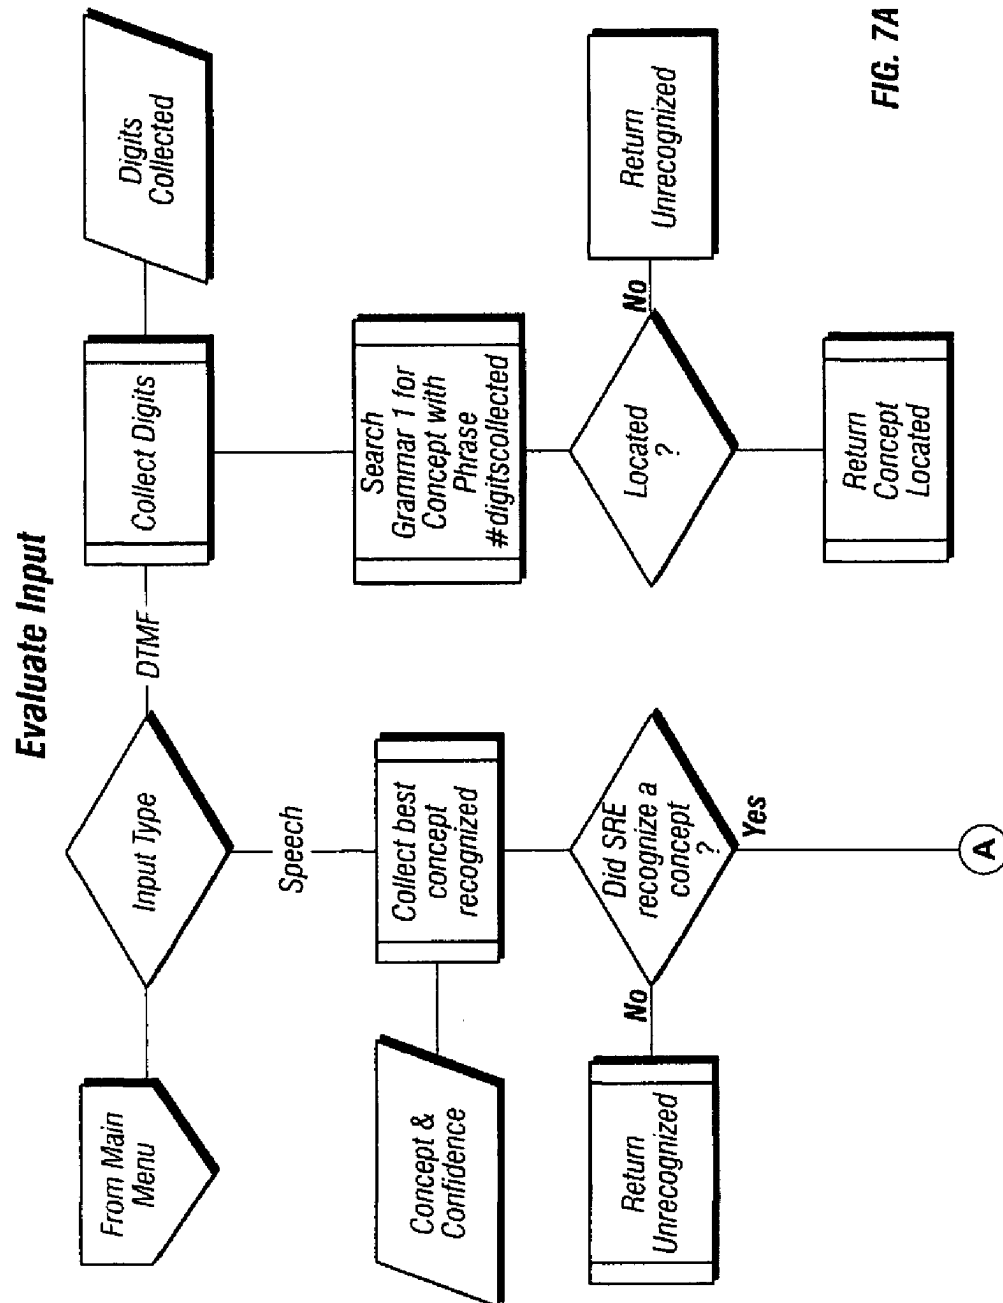 Evaluate Input
From Main
Menu
Input Type
DTMF
Collect Digits
Digits
Collected
Speech
Concept &
Confidence
Collect best
concept
recognized
Search
Grammar 1 for
Concept with
Phrase
#digitscollected
Return
Unrecognized
No
Did SRE
recognize a
concept
?
Yes
Located
?
No
Return
Unrecognized
Return
Concept
Located
A
FIG. 7A